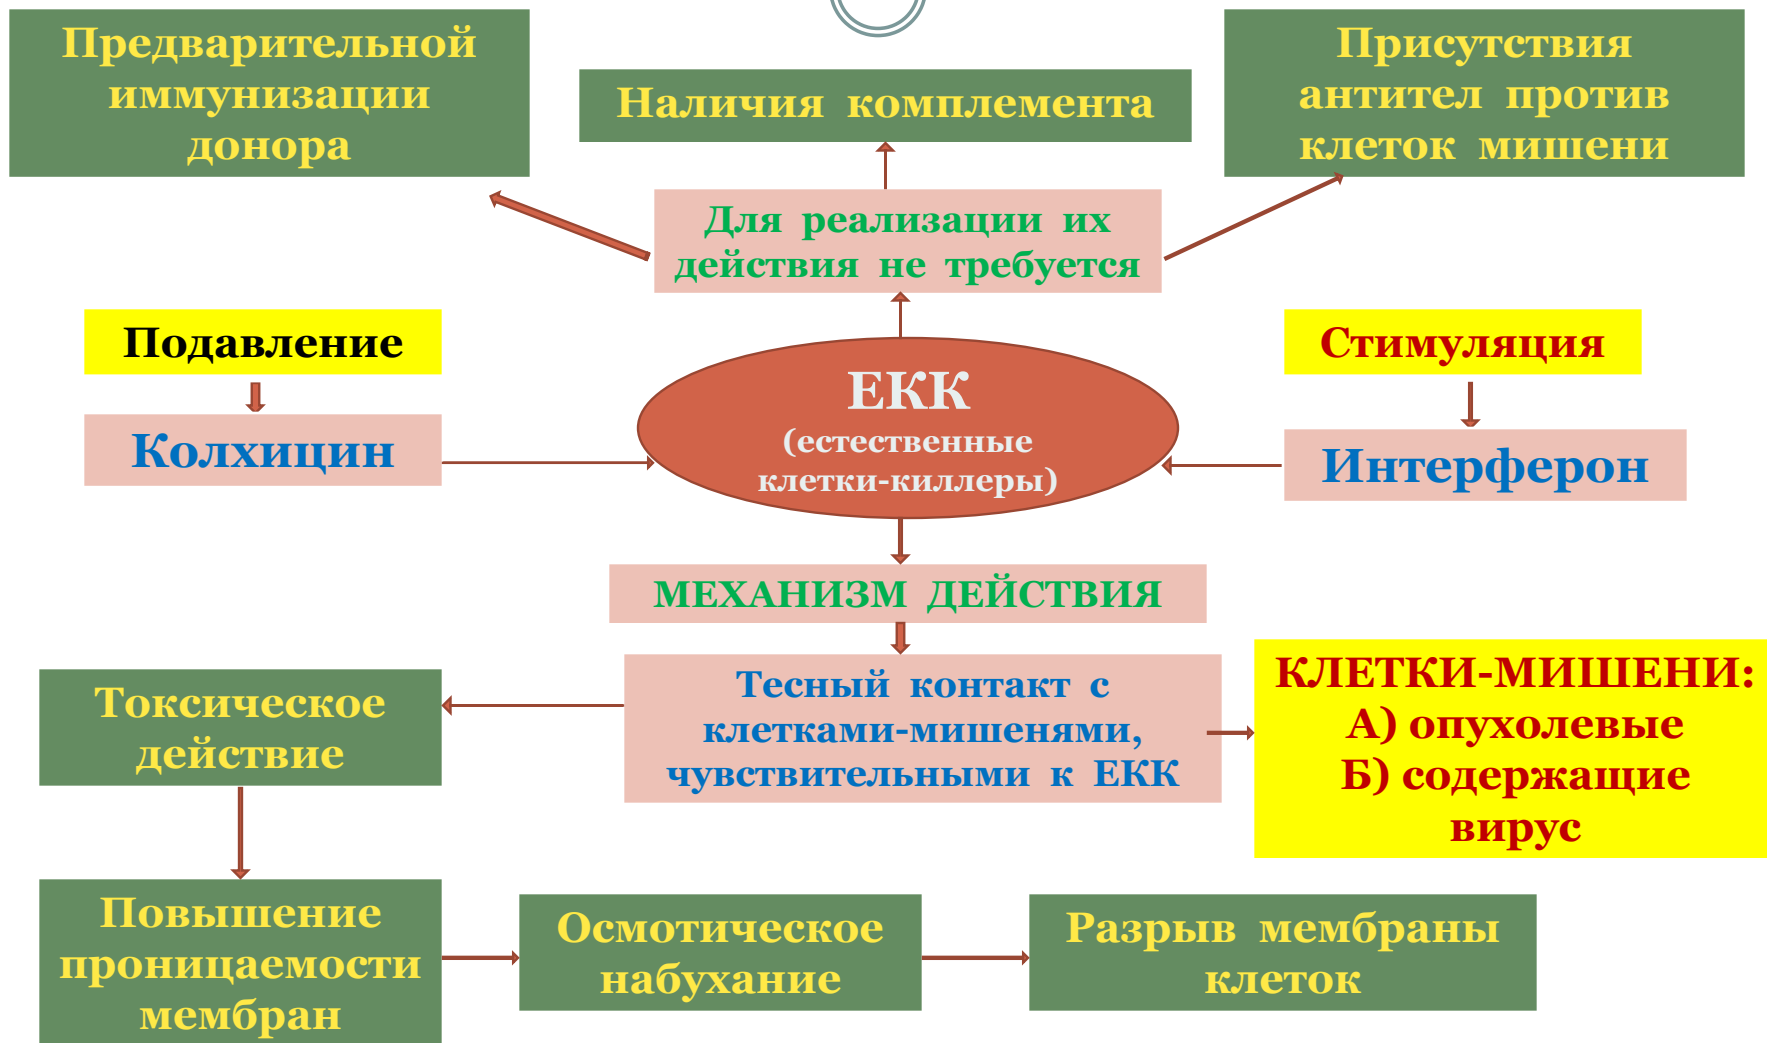 Предварительной
иммунизации
донора
Наличия комплемента
Присутствия
антител против
клеток мишени
Для реализации их
действия не требуется
Подавление
Стимуляция
ЕКК
(естественные
клетки-киллеры)
Колхицин
Интерферон
МЕХАНИЗМ ДЕЙСТВИЯ
Тесный контакт с
клетками-мишенями,
чувствительными к ЕКК
КЛЕТКИ-МИШЕНИ:
А) опухолевые
Б) содержащие
вирус
Токсическое
действие
Повышение
проницаемости
мембран
Осмотическое
набухание
Разрыв мембраны
клеток